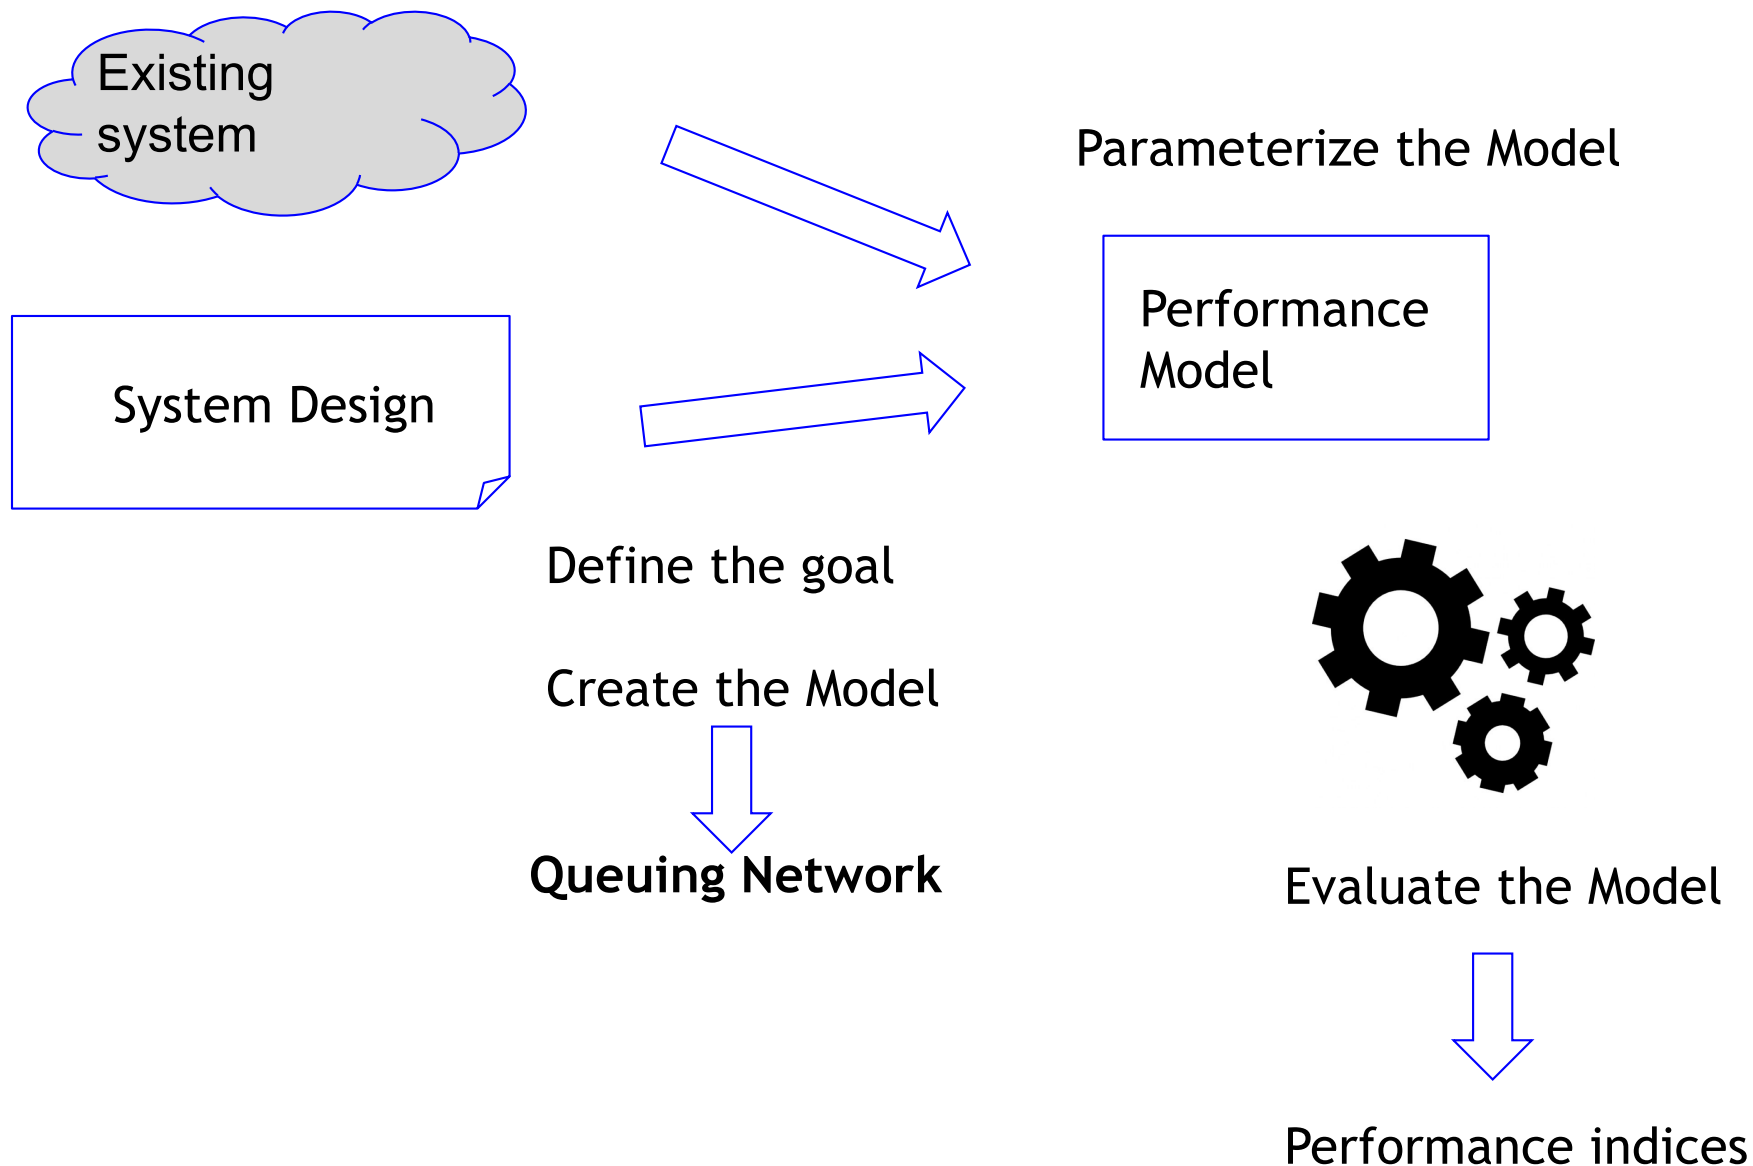 Existing
system
Parameterize the Model
Performance
Model
System Design
Define the goal
Create the Model
Queuing Network
Evaluate the Model
Performance indices